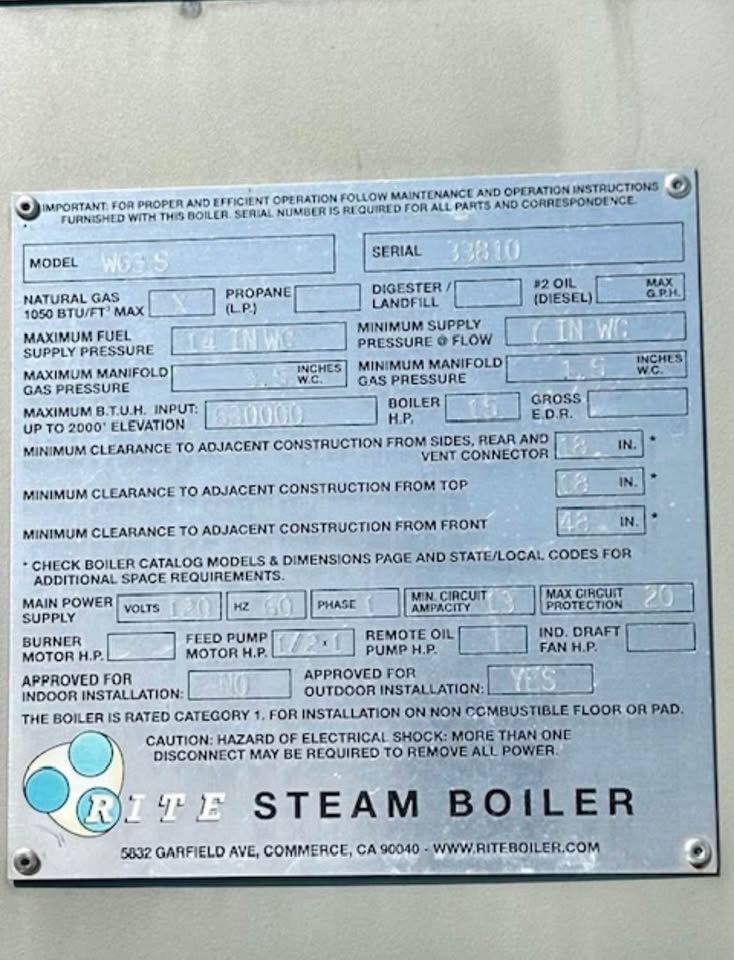 IMPORTANT: FOR PROPER AND EFFICIENT OPERATION FOLLOW MAINTENANCE AND OPERATION INSTRUCTIONS
FURNISHED WITH THIS BOILER. SERIAL NUMBER IS REQUIRED FOR ALL PARTS AND CORRESPONDENCE.
MODEL SERIAL 33810
NATURAL GAS
1050 BTU/FT³ MAX X PROPANE
(L.P.) DIGESTER /
LANDFILL #2 OIL
(DIESEL) MAX
G.P.H.
MAXIMUM FUEL
SUPPLY PRESSURE 14 IN WC MINIMUM SUPPLY
PRESSURE @ FLOW 7 IN WC
MAXIMUM MANIFOLD
GAS PRESSURE INCHES
W.C. MINIMUM MANIFOLD
GAS PRESSURE 1.5 INCHES
W.C.
MAXIMUM B.T.U.H. INPUT:
UP TO 2000' ELEVATION 630000 BOILER
H.P. 15 GROSS
E.D.R.
MINIMUM CLEARANCE TO ADJACENT CONSTRUCTION FROM SIDES, REAR AND
VENT CONNECTOR 18 IN. *
MINIMUM CLEARANCE TO ADJACENT CONSTRUCTION FROM TOP 18 IN. *
MINIMUM CLEARANCE TO ADJACENT CONSTRUCTION FROM FRONT 48 IN. *
* CHECK BOILER CATALOG MODELS & DIMENSIONS PAGE AND STATE/LOCAL CODES FOR
ADDITIONAL SPACE REQUIREMENTS.
MAIN POWER
SUPPLY VOLTS 120 HZ 60 PHASE 1 MIN. CIRCUIT
AMPACITY 13 MAX CIRCUIT
PROTECTION 20
BURNER
MOTOR H.P. FEED PUMP
MOTOR H.P. 1/2x1 REMOTE OIL
PUMP H.P. IND. DRAFT
FAN H.P.
APPROVED FOR
INDOOR INSTALLATION: NO APPROVED FOR
OUTDOOR INSTALLATION: YES
THE BOILER IS RATED CATEGORY 1. FOR INSTALLATION ON NON COMBUSTIBLE FLOOR OR PAD.
CAUTION: HAZARD OF ELECTRICAL SHOCK: MORE THAN ONE
DISCONNECT MAY BE REQUIRED TO REMOVE ALL POWER.
RITE STEAM BOILER
5832 GARFIELD AVE, COMMERCE, CA 90040 - WWW.RITEBOILER.COM